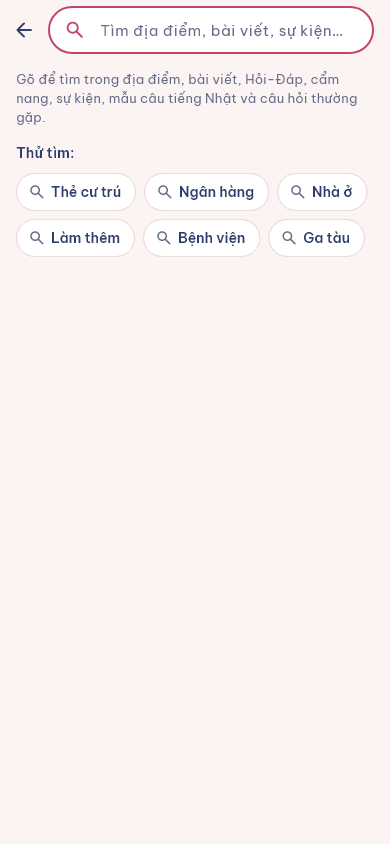 Tìm địa điểm, bài viết, sự kiện...
Gõ để tìm trong địa điểm, bài viết, Hỏi-Đáp, cẩm
nang, sự kiện, mẫu câu tiếng Nhật và câu hỏi thường
gặp.
Thử tìm:
Thẻ cư trú
Ngân hàng
Nhà ở
Làm thêm
Bệnh viện
Ga tàu